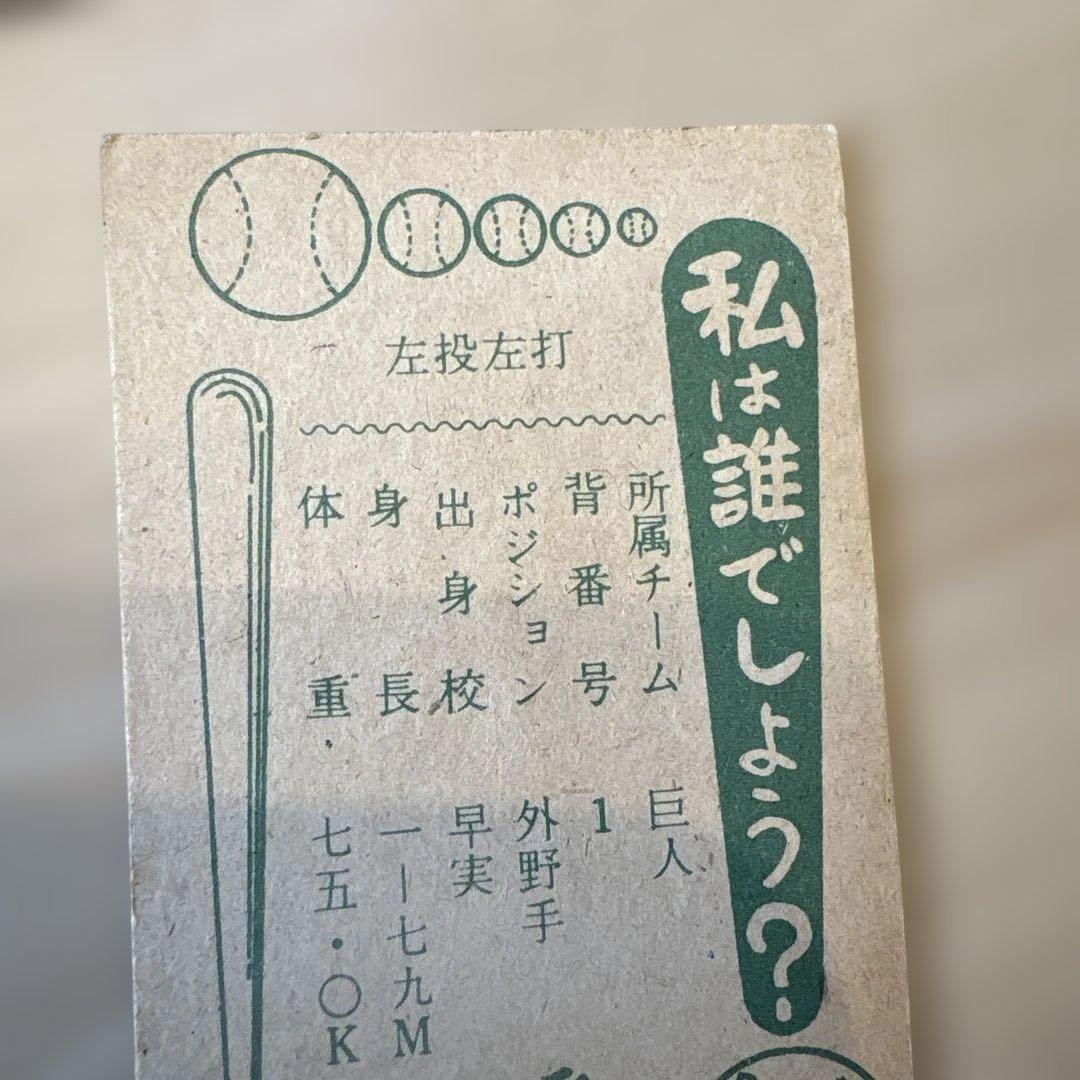 私は誰でしょう?
左投左打
所属チーム 巨人
背番号 1
ポジション 外野手
出身校 早実
身長 一―七九M
体重 七五・〇K